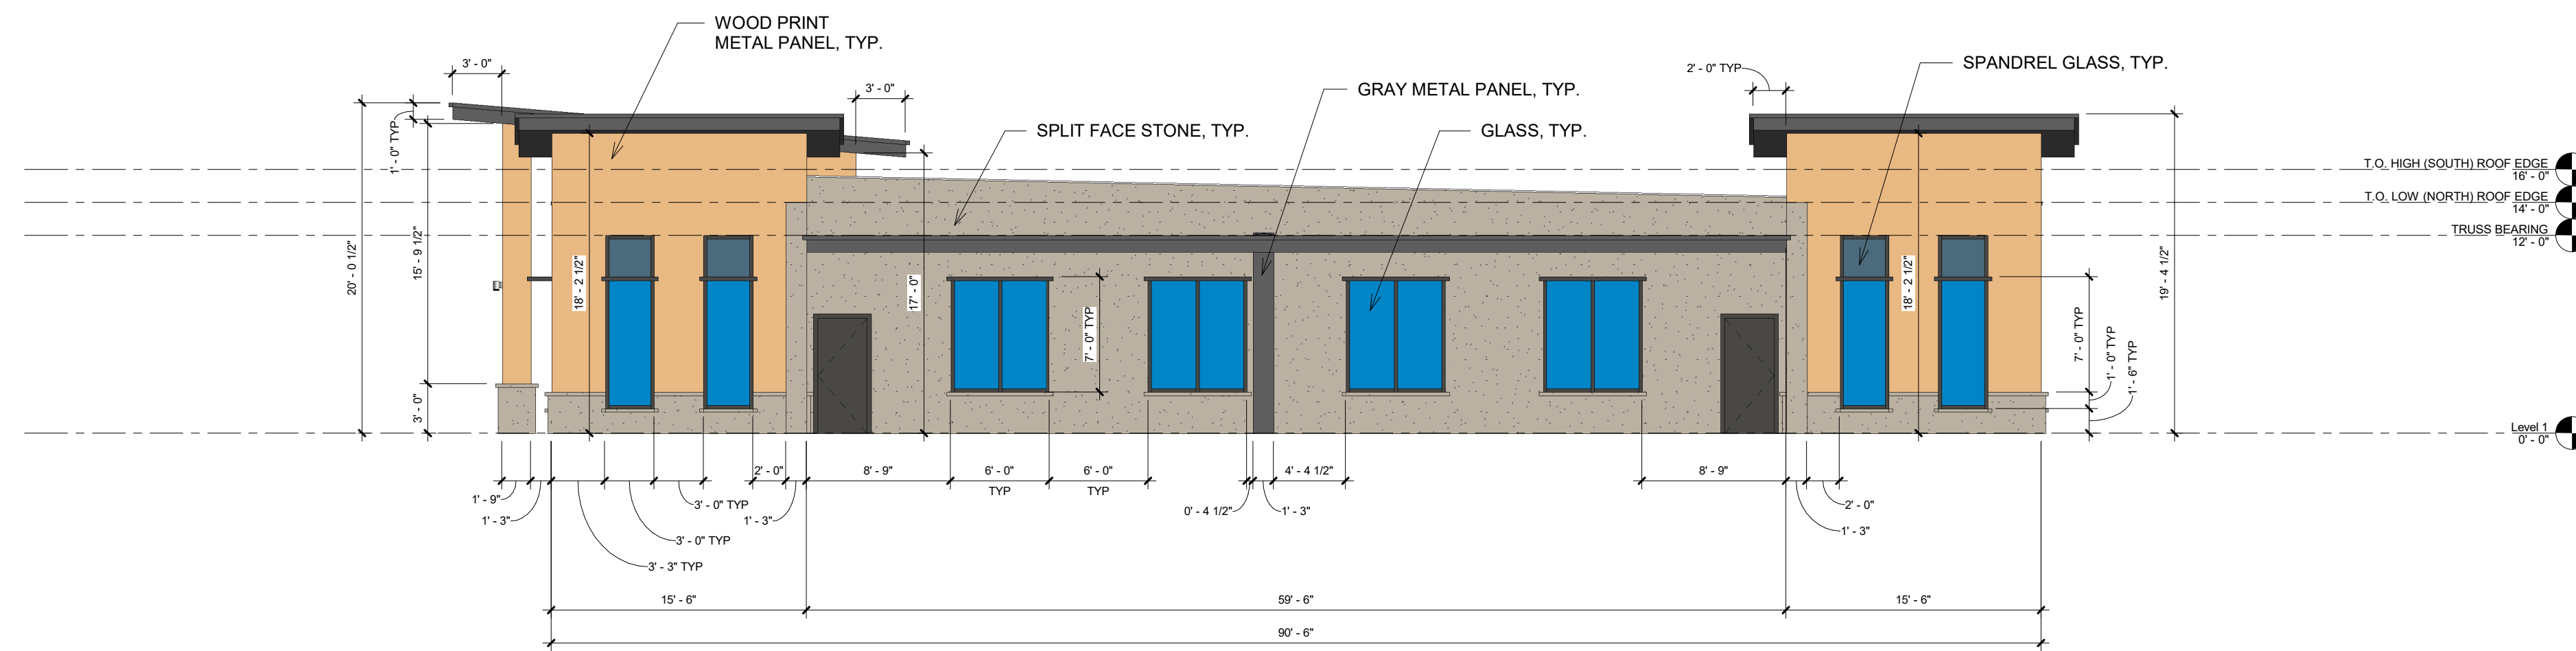 WOOD PRINT
METAL PANEL, TYP.
SPANDREL GLASS, TYP.
3' - 0"
2' - 0" TYP
GRAY METAL PANEL, TYP.
3' - 0"
SPLIT FACE STONE, TYP.
GLASS, TYP.
1' - 0" TYP
T.O. HIGH (SOUTH) ROOF EDGE
16' - 0"
T.O. LOW (NORTH) ROOF EDGE
14' - 0"
TRUSS BEARING
12' - 0"
20' - 0 1/2"
15' - 9 1/2"
18' - 2 1/2"
17' - 0"
7' - 0" TYP
18' - 2 1/2"
19' - 4 1/2"
7' - 0" TYP
1' - 0" TYP
1' - 6" TYP
3' - 0"
Level 1
0' - 0"
2' - 0"
8' - 9"
6' - 0"
TYP
6' - 0"
TYP
4' - 4 1/2"
8' - 9"
1' - 9"
1' - 3"
3' - 0" TYP
1' - 3"
0' - 4 1/2"
1' - 3"
2' - 0"
1' - 3"
3' - 0" TYP
3' - 3" TYP
15' - 6"
59' - 6"
15' - 6"
90' - 6"